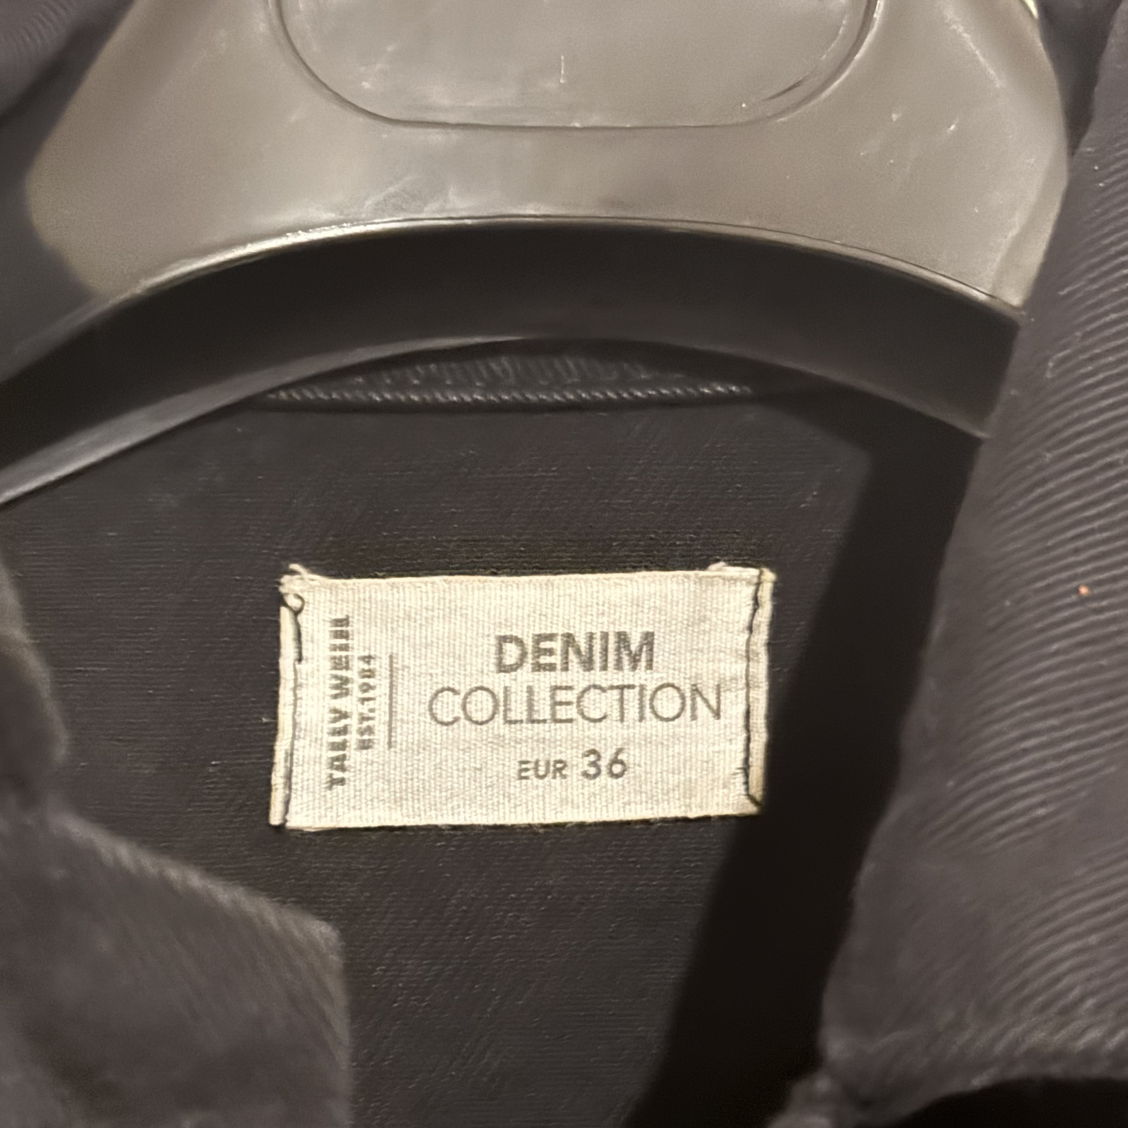 TALLY WEIJL
EST.1984
DENIM
COLLECTION
EUR 36